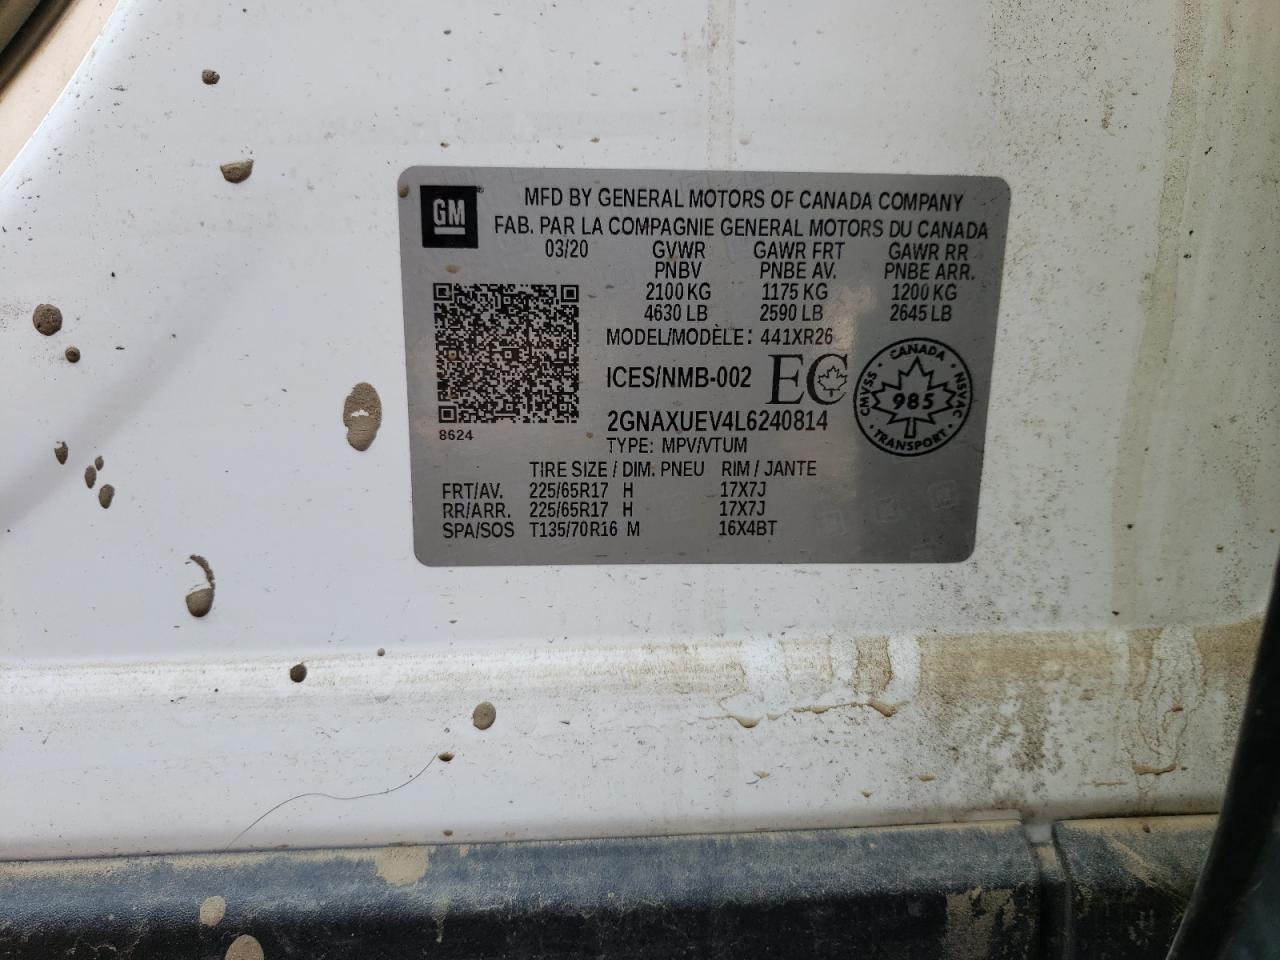 GM
MFD BY GENERAL MOTORS OF CANADA COMPANY
FAB. PAR LA COMPAGNIE GENERAL MOTORS DU CANADA
03/20 GVWR GAWR FRT GAWR RR
PNBV PNBE AV. PNBE ARR.
2100 KG 1175 KG 1200 KG
4630 LB 2590 LB 2645 LB
MODEL/MODÈLE: 441XR26
ICES/NMB-002 EC
CANADA
CMVSS 985 NSVAC
TRANSPORT
2GNAXUEV4L6240814
8624
TYPE: MPV/VTUM
TIRE SIZE / DIM. PNEU RIM / JANTE
FRT/AV. 225/65R17 H 17X7J
RR/ARR. 225/65R17 H 17X7J
SPA/SOS T135/70R16 M 16X4BT